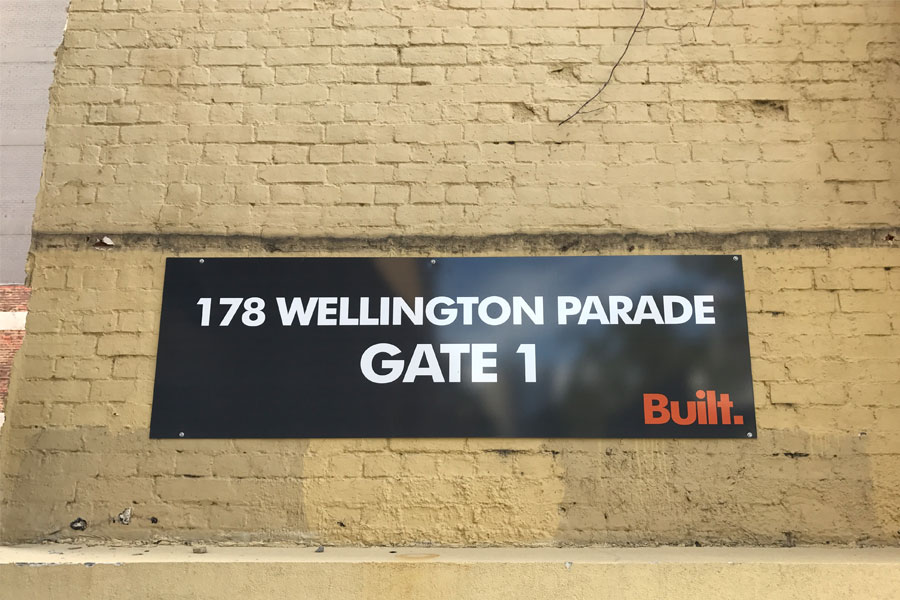 178 WELLINGTON PARADE
GATE 1
Built.